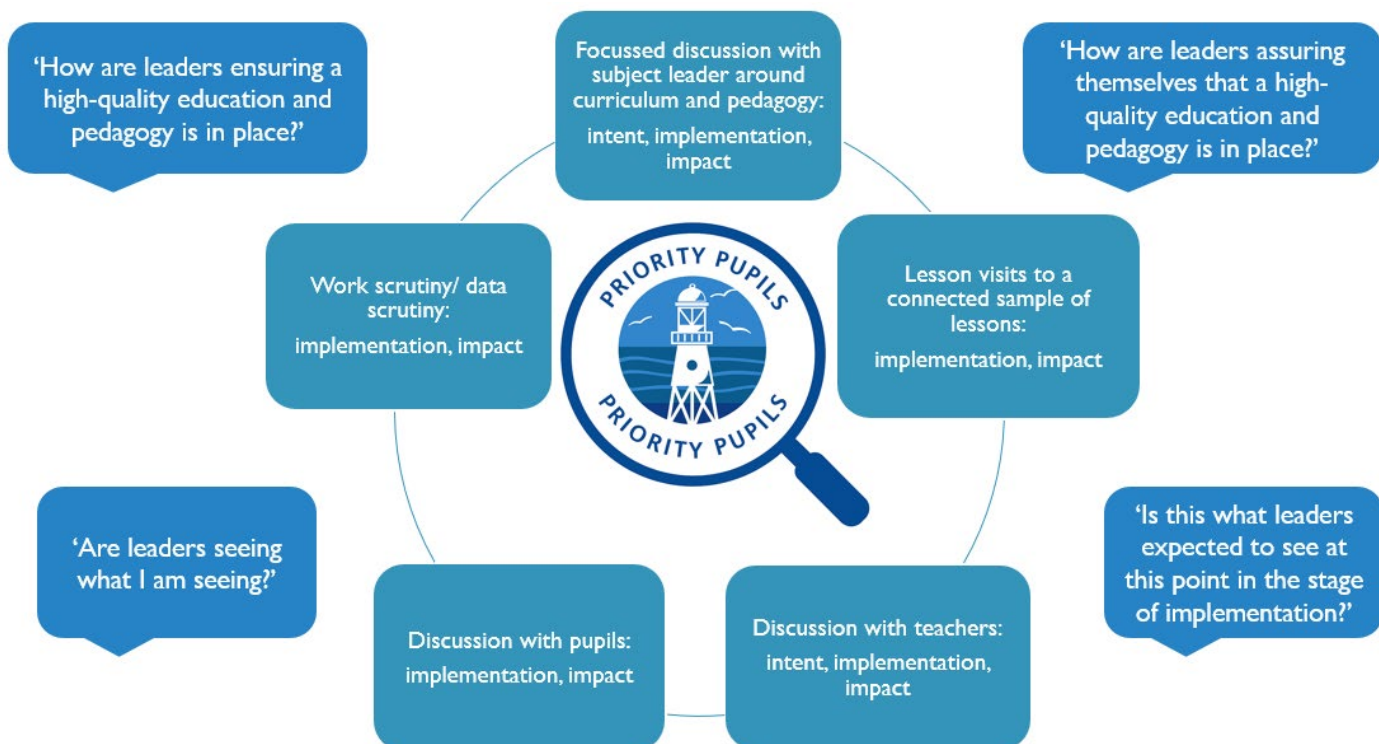 ‘How are leaders ensuring a
high-quality education and
pedagogy is in place?’
Focussed discussion with
subject leader around
curriculum and pedagogy:
intent, implementation,
impact
‘How are leaders assuring
themselves that a high-
quality education and
pedagogy is in place?’
Work scrutiny/ data
scrutiny:
implementation, impact
PRIORITY PUPILS
PRIORITY PUPILS
Lesson visits to a
connected sample of
lessons:
implementation, impact
‘Are leaders seeing
what I am seeing?’
Discussion with pupils:
implementation, impact
Discussion with teachers:
intent, implementation,
impact
‘Is this what leaders
expected to see at
this point in the stage
of implementation?’